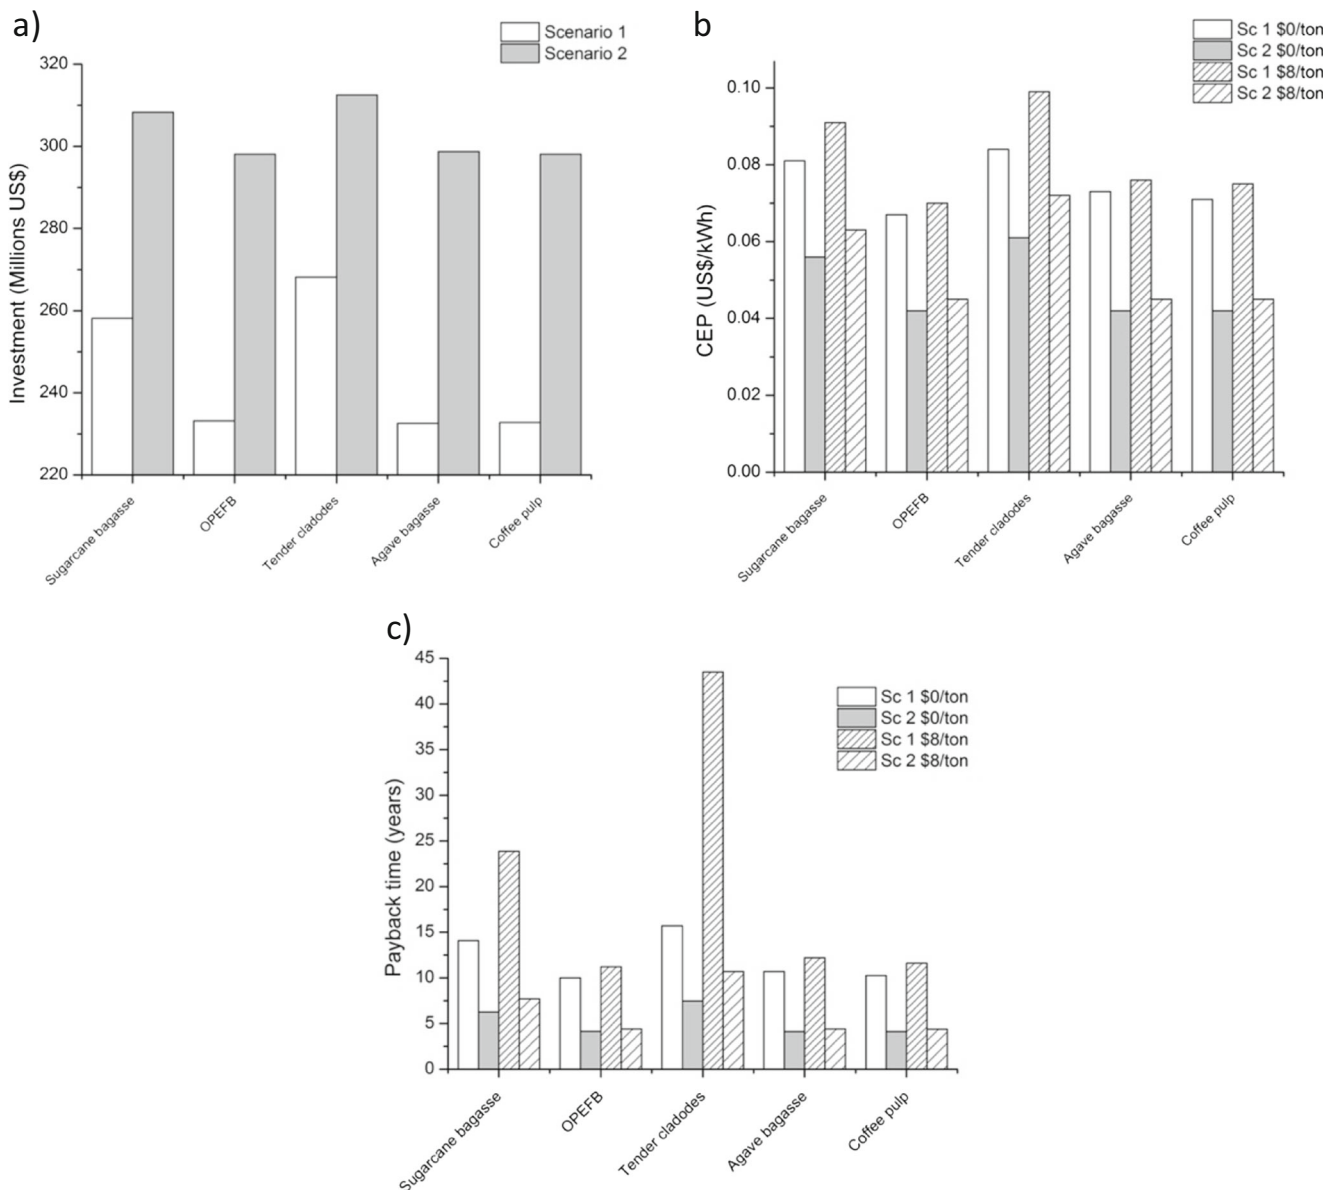 a)
Scenario 1
Scenario 2
320
300
280
260
240
220
Investment (Millions US$)
Sugarcane bagasse
OPEFB
Tender cladodes
Agave bagasse
Coffee pulp
b)
Sc 1 $0/ton
Sc 2 $0/ton
Sc 1 $8/ton
Sc 2 $8/ton
0.10
0.08
0.06
0.04
0.02
0.00
CEP (US$/kWh)
Sugarcane bagasse
OPEFB
Tender cladodes
Agave bagasse
Coffee pulp
c)
Sc 1 $0/ton
Sc 2 $0/ton
Sc 1 $8/ton
Sc 2 $8/ton
45
40
35
30
25
20
15
10
5
0
Payback time (years)
Sugarcane bagasse
OPEFB
Tender cladodes
Agave bagasse
Coffee pulp